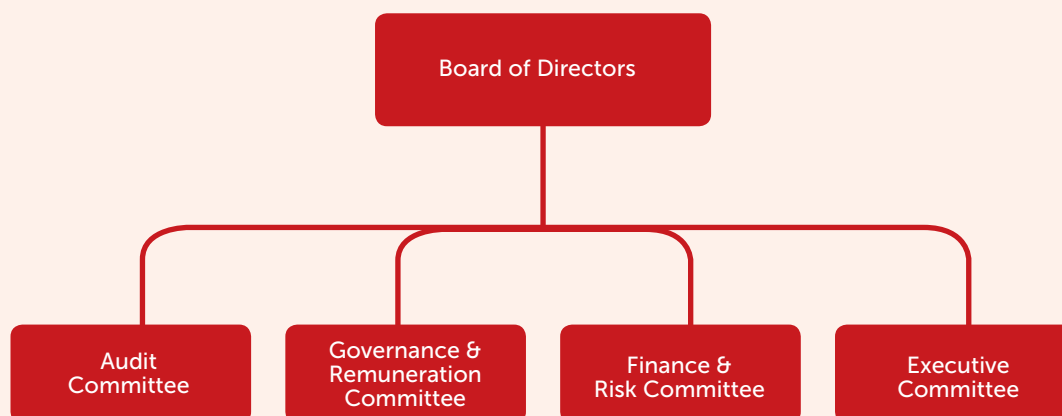 Board of Directors
Audit
Committee
Governance &
Remuneration
Committee
Finance &
Risk Committee
Executive
Committee